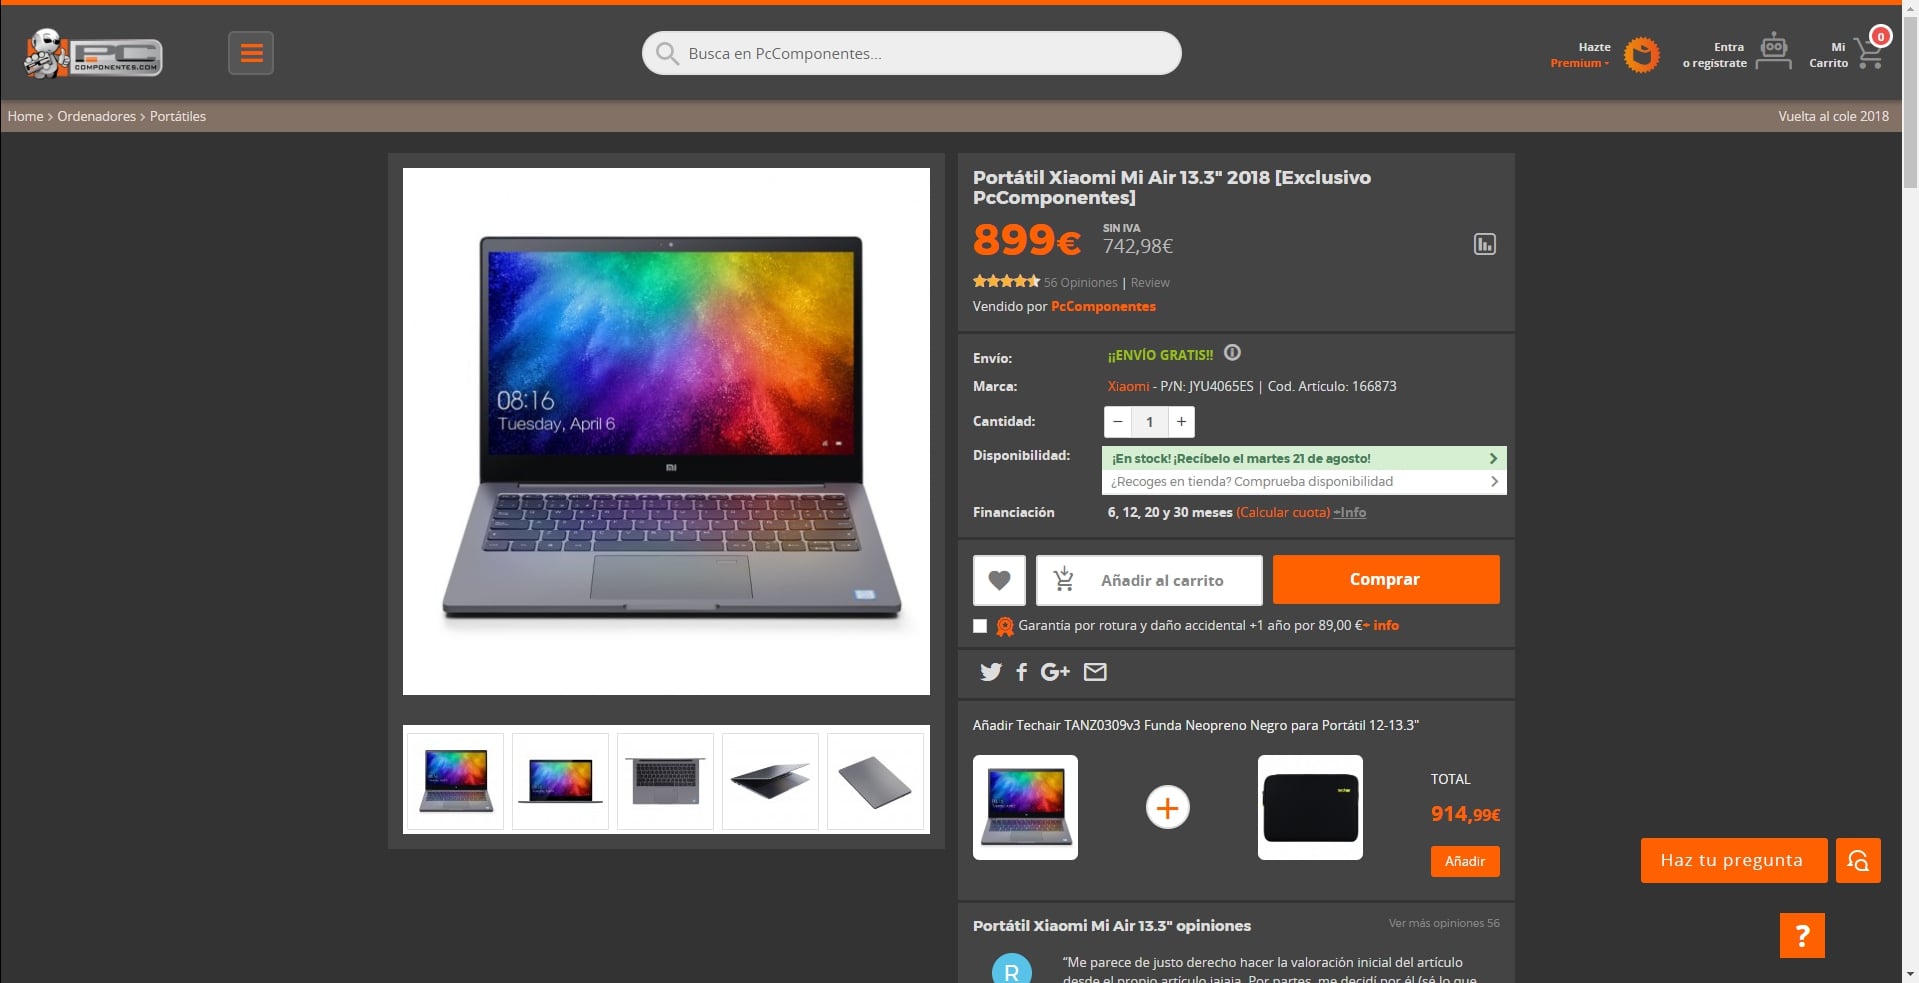 PC
COMPONENTES.COM
Busca en PcComponentes...
Hazte
Premium
Entra
o regístrate
Mi
Carrito
0
Home > Ordenadores > Portátiles
Vuelta al cole 2018
08:16
Tuesday, April 6
mi
Portátil Xiaomi Mi Air 13.3" 2018 [Exclusivo
PcComponentes]
899€
SIN IVA
742,98€
56 Opiniones | Review
Vendido por PcComponentes
Envío:
¡¡ENVÍO GRATIS!!
Marca:
Xiaomi - P/N: JYU4065ES | Cod. Artículo: 166873
Cantidad:
− 1 +
Disponibilidad:
¡En stock! ¡Recíbelo el martes 21 de agosto!
¿Recoges en tienda? Comprueba disponibilidad
Financiación
6, 12, 20 y 30 meses (Calcular cuota) +Info
Añadir al carrito
Comprar
Garantía por rotura y daño accidental +1 año por 89,00 €+ info
G+
Añadir Techair TANZ0309v3 Funda Neopreno Negro para Portátil 12-13.3"
+
TOTAL
914,99€
Añadir
Haz tu pregunta
?
Portátil Xiaomi Mi Air 13.3" opiniones
Ver más opiniones 56
R
“Me parece de justo derecho hacer la valoración inicial del artículo
desde el propio artículo jajaja. Por partes, me decidí por él (sé lo que